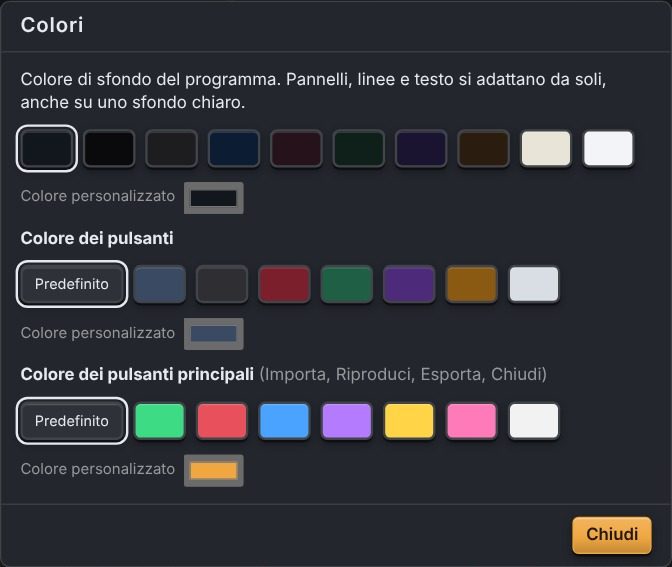 Colori
Colore di sfondo del programma. Pannelli, linee e testo si adattano da soli,
anche su uno sfondo chiaro.
Colore personalizzato
Colore dei pulsanti
Predefinito
Colore personalizzato
Colore dei pulsanti principali (Importa, Riproduci, Esporta, Chiudi)
Predefinito
Colore personalizzato
Chiudi